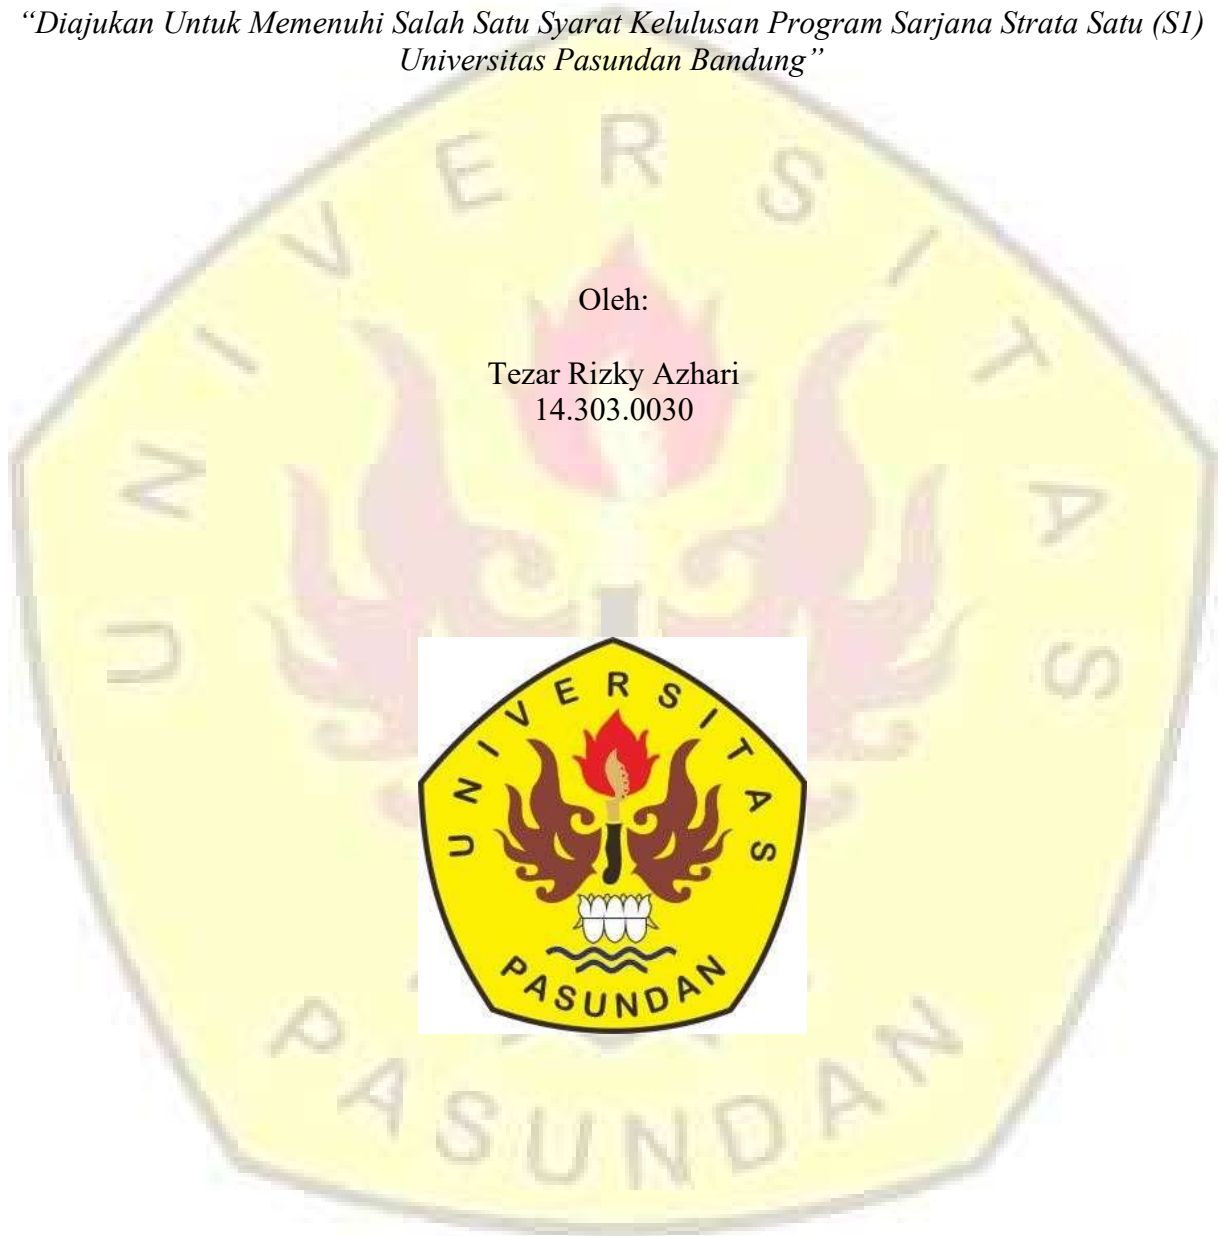 “Diajukan Untuk Memenuhi Salah Satu Syarat Kelulusan Program Sarjana Strata Satu (S1)
Universitas Pasundan Bandung”
UNIVERSITAS
Oleh:
Tezar Rizky Azhari
14.303.0030
UNIVERSITAS
PASUNDAN
PASUNDAN